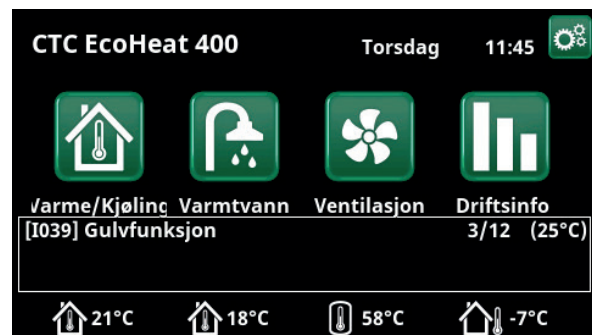 CTC EcoHeat 400 Torsdag 11:45
Varme/Kjøling Varmtvann Ventilasjon Driftsinfo
[I039] Gulvfunksjon 3/12 (25°C)
21°C 18°C 58°C -7°C